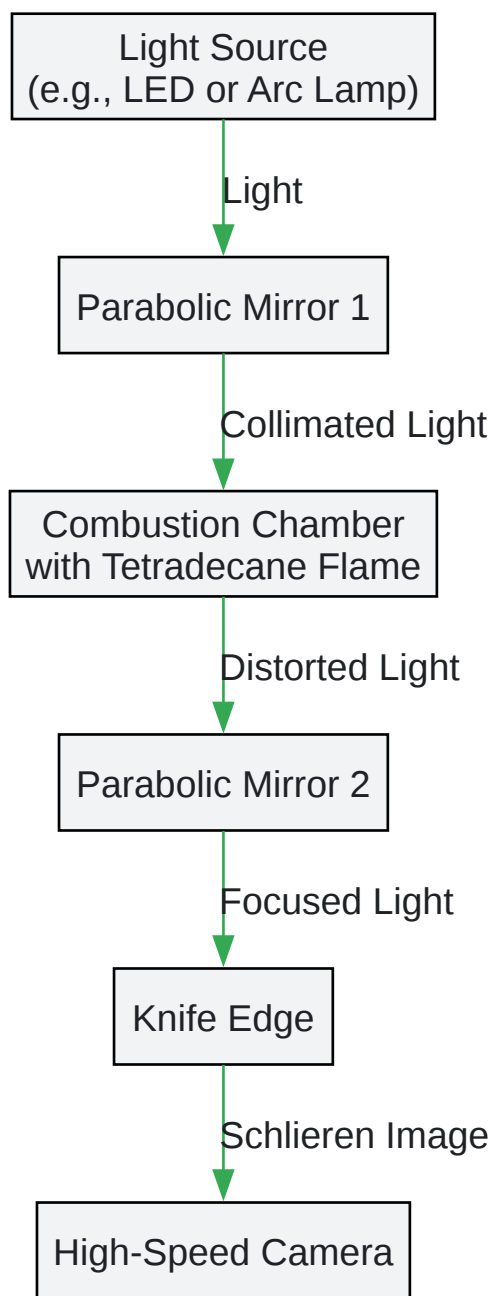 Light Source
(e.g., LED or Arc Lamp)
Light
Parabolic Mirror 1
Collimated Light
Combustion Chamber
with Tetradecane Flame
Distorted Light
Parabolic Mirror 2
Focused Light
Knife Edge
Schlieren Image
High-Speed Camera